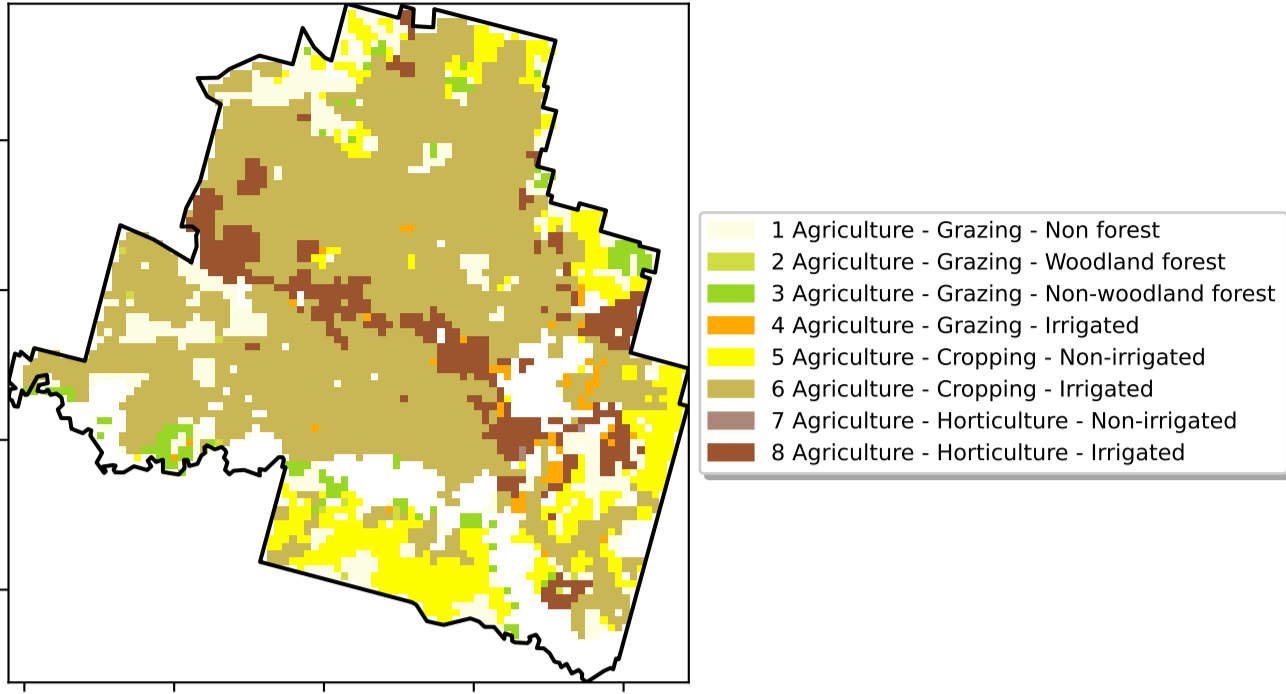 1 Agriculture - Grazing - Non forest
2 Agriculture - Grazing - Woodland forest
3 Agriculture - Grazing - Non-woodland forest
4 Agriculture - Grazing - Irrigated
5 Agriculture - Cropping - Non-irrigated
6 Agriculture - Cropping - Irrigated
7 Agriculture - Horticulture - Non-irrigated
8 Agriculture - Horticulture - Irrigated